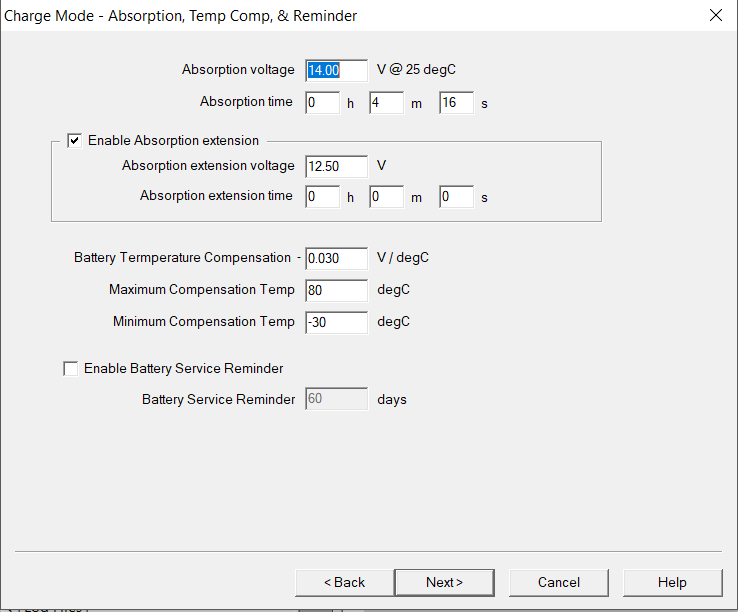 Charge Mode - Absorption, Temp Comp, & Reminder
Absorption voltage 14.00 V @ 25 degC
Absorption time 0 h 4 m 16 s
Enable Absorption extension
Absorption extension voltage 12.50 V
Absorption extension time 0 h 0 m 0 s
Battery Termperature Compensation - 0.030 V / degC
Maximum Compensation Temp 80 degC
Minimum Compensation Temp -30 degC
Enable Battery Service Reminder
Battery Service Reminder 60 days
< Back Next > Cancel Help